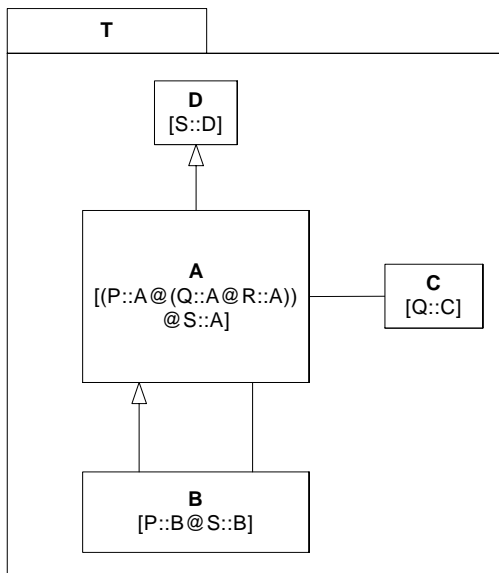 T
D
[S::D]
A
[(P::A@(Q::A@R::A))
@S::A]
C
[Q::C]
B
[P::B@S::B]